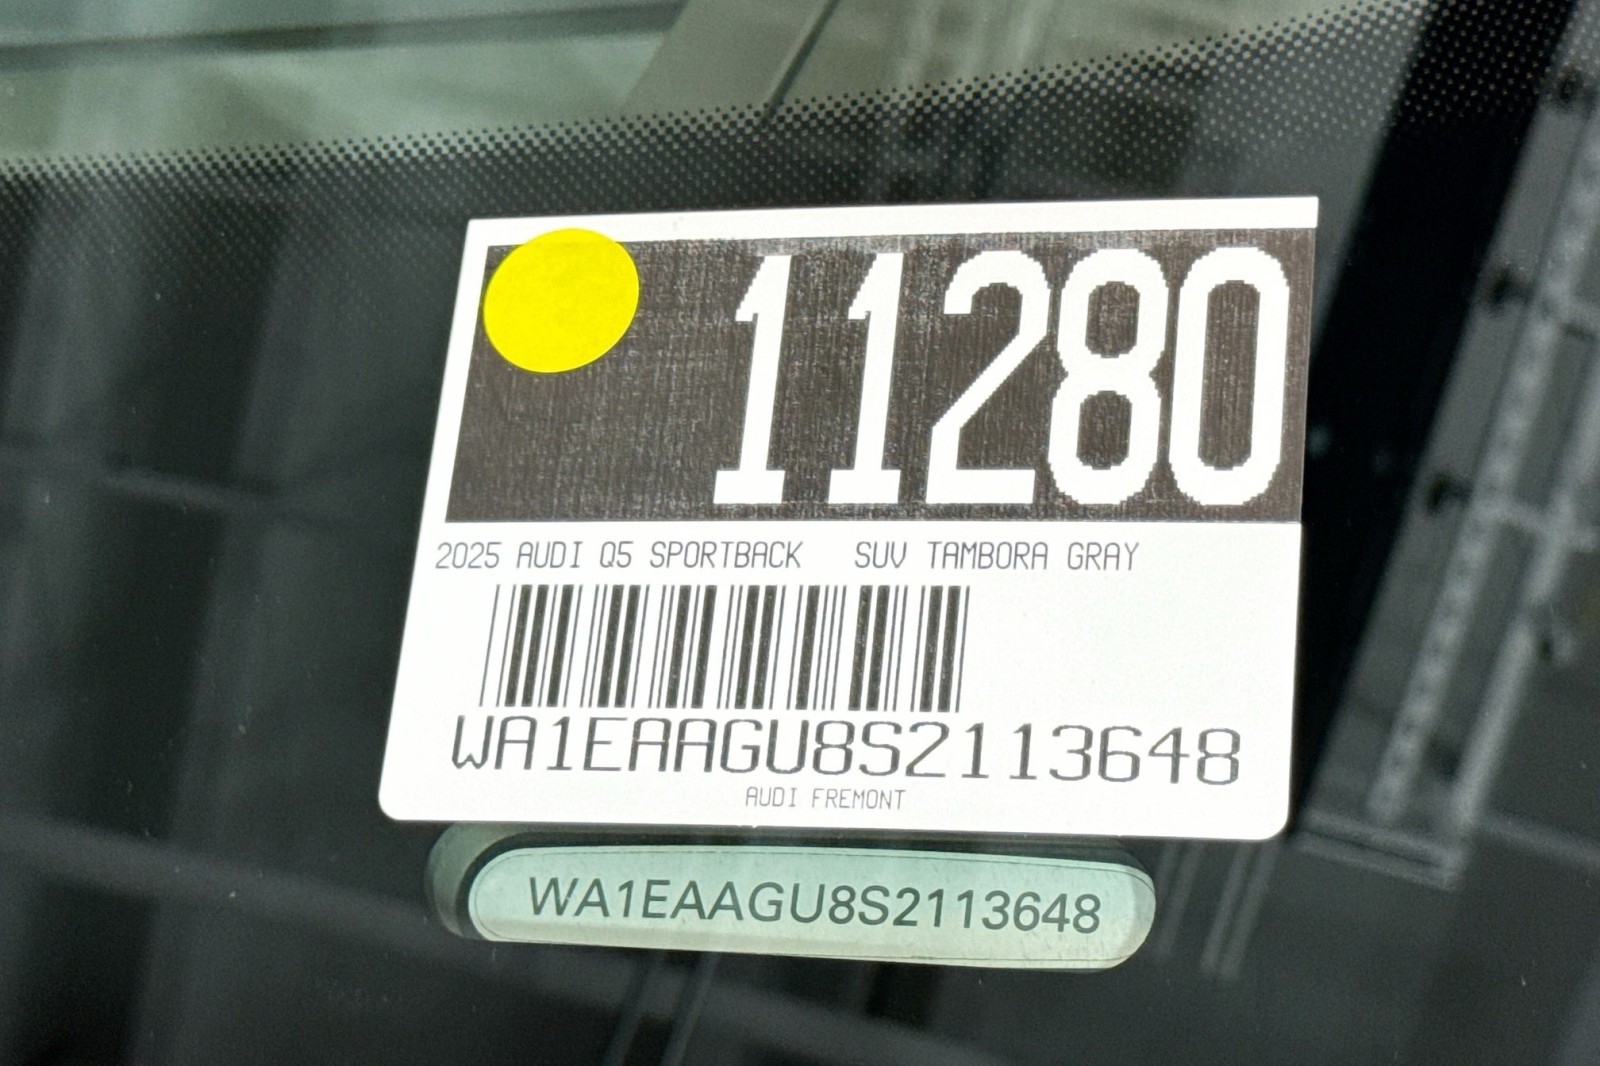 11280
2025 AUDI Q5 SPORTBACK SUV TAMBORA GRAY
WA1EAAGU8S2113648
AUDI FREMONT
WA1EAAGU8S2113648